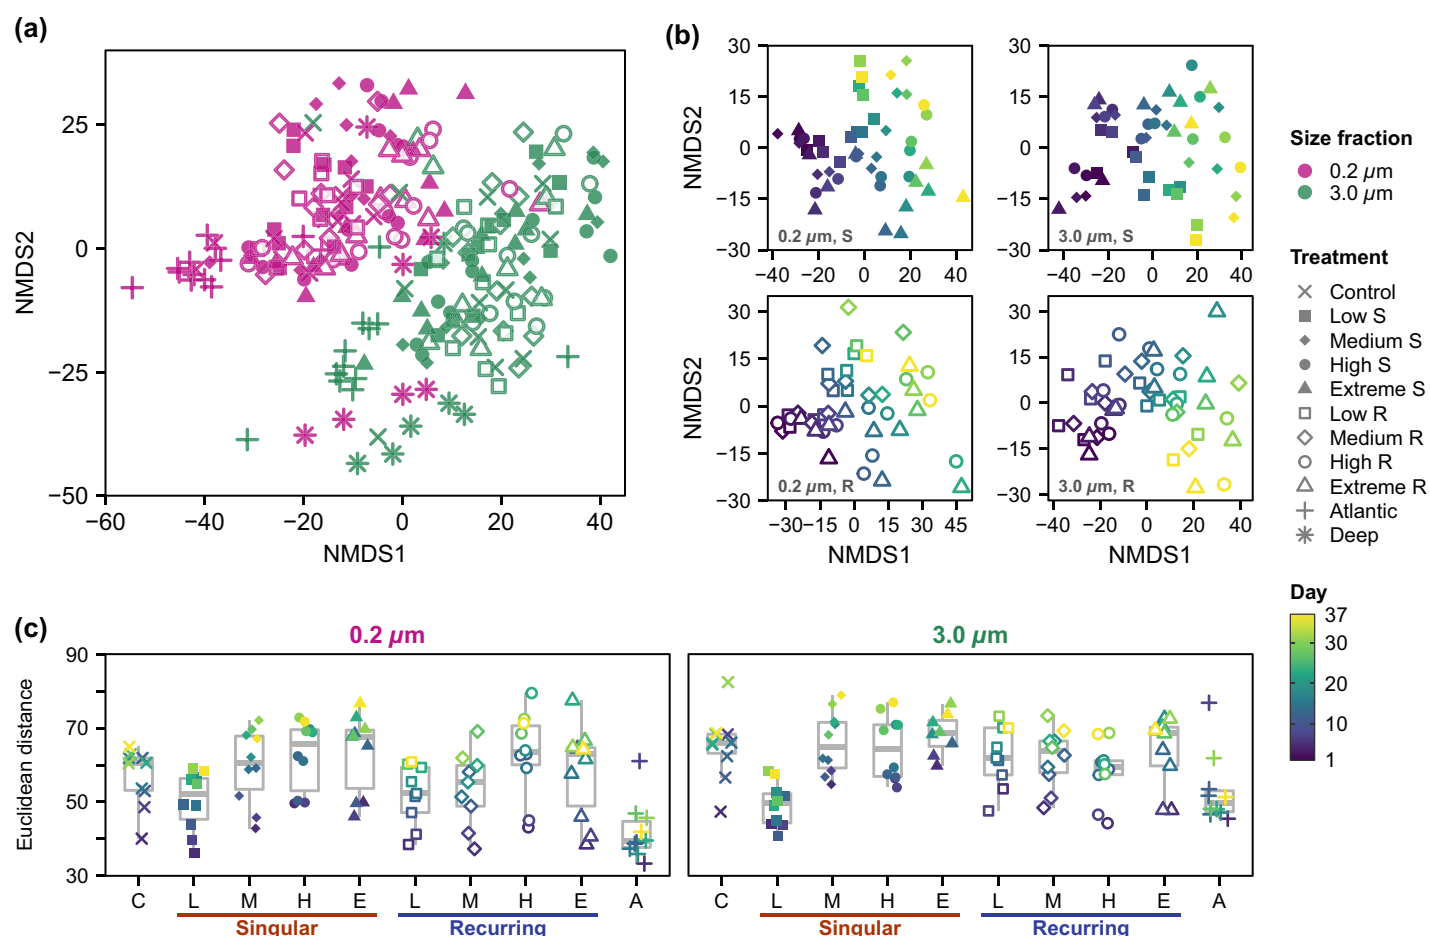 (a)
25
0
−25
−50
−60
−40
−20
0
20
40
NMDS2
NMDS1
(b)
30
15
0
−15
−30
0.2 µm, S
−40
−20
0
20
40
30
15
0
−15
−30
3.0 µm, S
−40
−20
0
20
40
NMDS2
30
15
0
−15
−30
0.2 µm, R
−30
−15
0
15
30
45
NMDS2
NMDS1
30
15
0
−15
−30
3.0 µm, R
−40
−20
0
20
40
NMDS1
Size fraction
0.2 µm
3.0 µm
Treatment
Control
Low S
Medium S
High S
Extreme S
Low R
Medium R
High R
Extreme R
Atlantic
Deep
Day
37
30
20
10
1
(c)
0.2 µm
3.0 µm
Euclidean distance
90
70
50
30
C L M H E L M H E A
Singular Recurring
C L M H E L M H E A
Singular Recurring